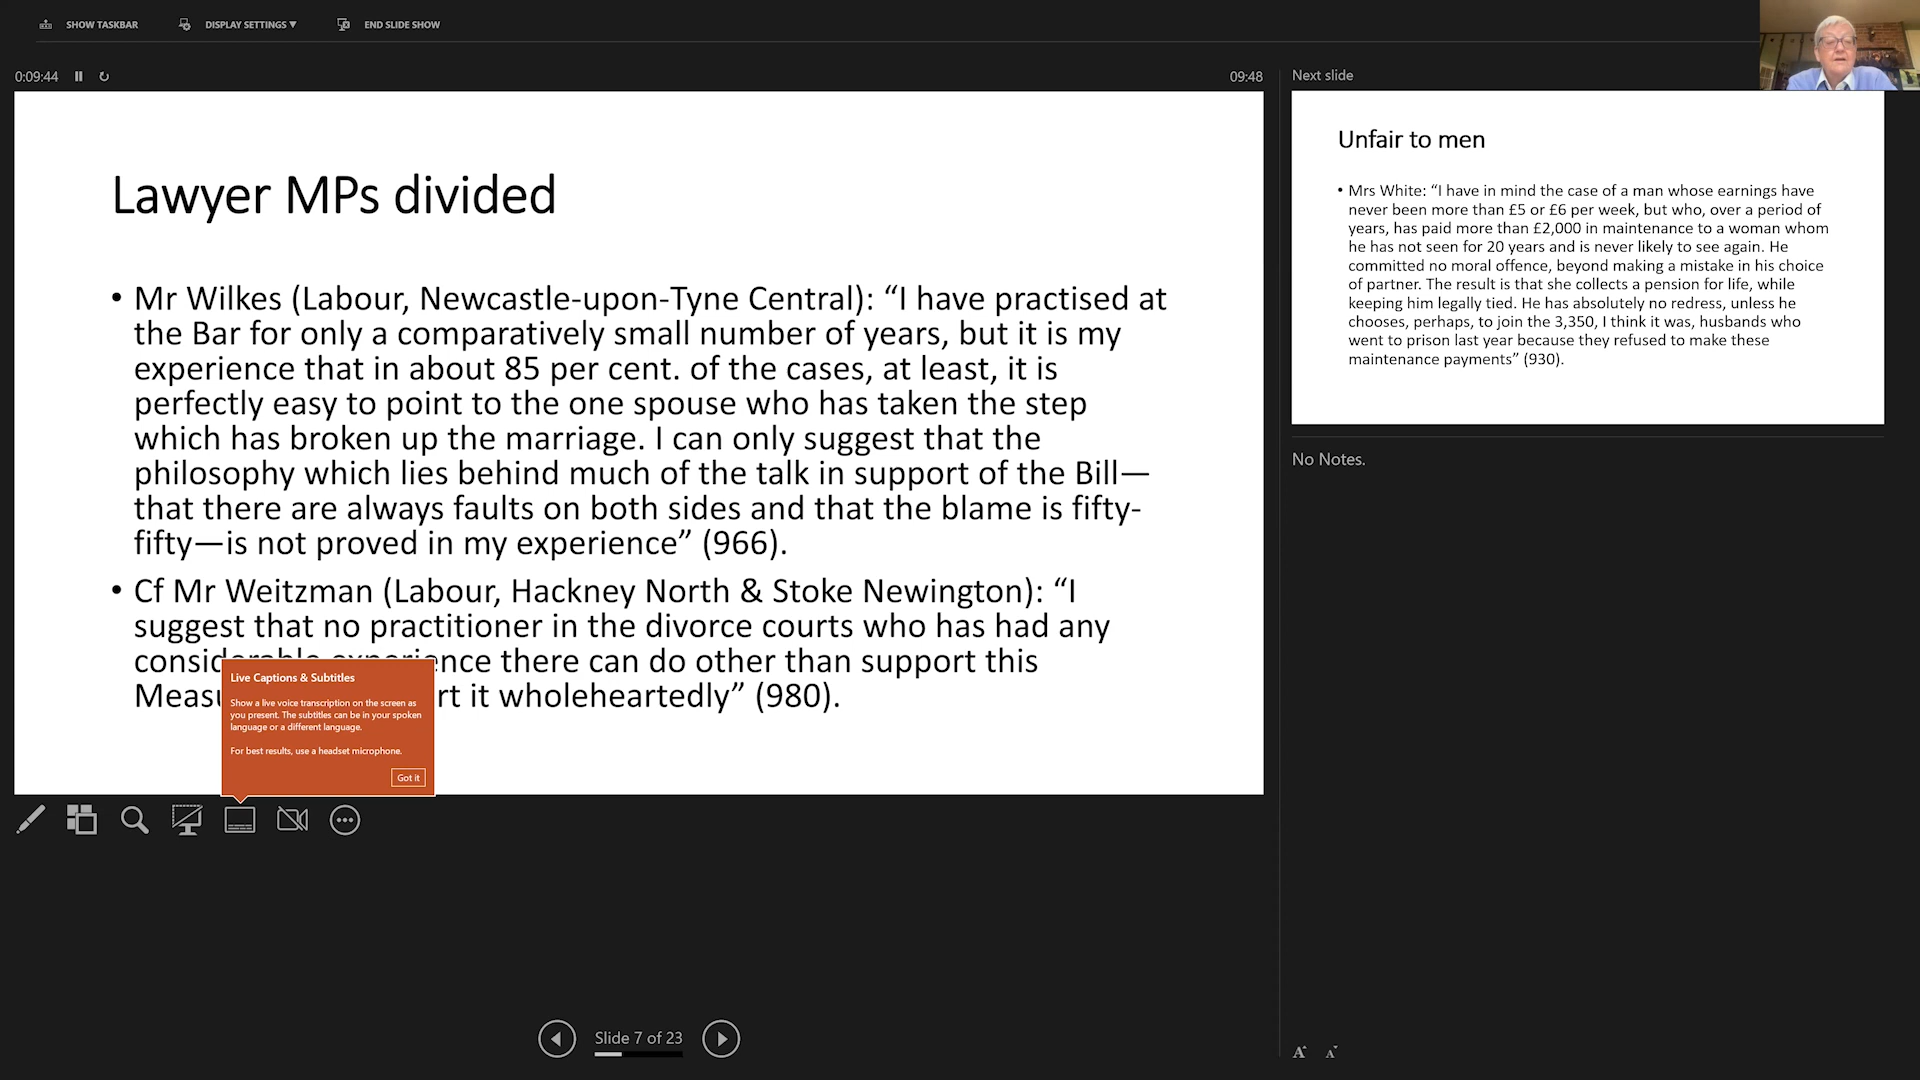 SHOW TASKBAR
DISPLAY SETTINGS ▼
END SLIDE SHOW
0:09:44
09:48
Lawyer MPs divided
• Mr Wilkes (Labour, Newcastle-upon-Tyne Central): “I have practised at
the Bar for only a comparatively small number of years, but it is my
experience that in about 85 per cent. of the cases, at least, it is
perfectly easy to point to the one spouse who has taken the step
which has broken up the marriage. I can only suggest that the
philosophy which lies behind much of the talk in support of the Bill—
that there are always faults on both sides and that the blame is fifty-
fifty—is not proved in my experience” (966).
• Cf Mr Weitzman (Labour, Hackney North & Stoke Newington): “I
suggest that no practitioner in the divorce courts who has had any
considerable experience there can do other than support this
Measu rt it wholeheartedly” (980).
Live Captions & Subtitles
Show a live voice transcription on the screen as
you present. The subtitles can be in your spoken
language or a different language.
For best results, use a headset microphone.
Got it
Slide 7 of 23
Next slide
Unfair to men
• Mrs White: “I have in mind the case of a man whose earnings have
never been more than £5 or £6 per week, but who, over a period of
years, has paid more than £2,000 in maintenance to a woman whom
he has not seen for 20 years and is never likely to see again. He
committed no moral offence, beyond making a mistake in his choice
of partner. The result is that she collects a pension for life, while
keeping him legally tied. He has absolutely no redress, unless he
chooses, perhaps, to join the 3,350, I think it was, husbands who
went to prison last year because they refused to make these
maintenance payments” (930).
No Notes.
A A